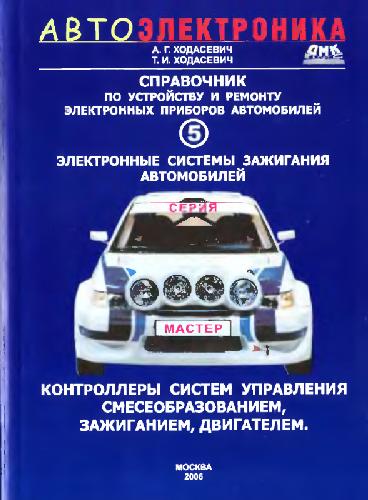 АВТОЭЛЕКТРОНИКА
А. Г. ХОДАСЕВИЧ
Т. И. ХОДАСЕВИЧ
ДМК
СПРАВОЧНИК
ПО УСТРОЙСТВУ И РЕМОНТУ
ЭЛЕКТРОННЫХ ПРИБОРОВ АВТОМОБИЛЕЙ
5
ЭЛЕКТРОННЫЕ СИСТЕМЫ ЗАЖИГАНИЯ
АВТОМОБИЛЕЙ
СЕРИЯ
МАСТЕР
КОНТРОЛЛЕРЫ СИСТЕМ УПРАВЛЕНИЯ
СМЕСЕОБРАЗОВАНИЕМ,
ЗАЖИГАНИЕМ, ДВИГАТЕЛЕМ.
МОСКВА
2006